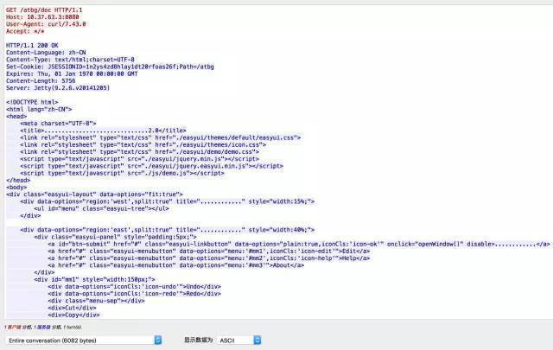 GET /atbg/doc HTTP/1.1
Host: 10.37.63.3:8080
User-Agent: curl/7.43.0
Accept: */*
HTTP/1.1 200 OK
Content-Language: zh-CN
Content-Type: text/html;charset=UTF-8
Set-Cookie: JSESSIONID=1n2ys4zd0hlay1dt20rfoas26f;Path=/atbg
Expires: Thu, 01 Jan 1970 00:00:00 GMT
Content-Length: 5756
Server: Jetty(9.2.6.v20141205)
<!DOCTYPE html>
<html lang="zh-CN">
<head>
<meta charset="UTF-8">
<title>..............................2.0</title>
<link rel="stylesheet" type="text/css" href="./easyui/themes/default/easyui.css">
<link rel="stylesheet" type="text/css" href="./easyui/themes/icon.css">
<link rel="stylesheet" type="text/css" href="./easyui/demo/demo.css">
<script type="text/javascript" src="./easyui/jquery.min.js"></script>
<script type="text/javascript" src="./easyui/jquery.easyui.min.js"></script>
<script type="text/javascript" src="./js/demo.js"></script>
</head>
<body>
<div class="easyui-layout" data-options="fit:true">
<div data-options="region:'west',split:true" title="............" style="width:15%;">
<ul id="menu" class="easyui-tree"></ul>
</div>
<div data-options="region:'east',split:true" title="............" style="width:40%;">
<div class="easyui-panel" style="padding:5px;">
<a id="btn-submit" href="#" class="easyui-linkbutton" data-options="plain:true,iconCls:'icon-ok'" onclick="openWindow()" disable>............</a>
<a href="#" class="easyui-menubutton" data-options="menu:'#mm1',iconCls:'icon-edit'">Edit</a>
<a href="#" class="easyui-menubutton" data-options="menu:'#mm2',iconCls:'icon-help'">Help</a>
<a href="#" class="easyui-menubutton" data-options="menu:'#mm3'">About</a>
</div>
<div id="mm1" style="width:150px;">
<div data-options="iconCls:'icon-undo'">Undo</div>
<div data-options="iconCls:'icon-redo'">Redo</div>
<div class="menu-sep"></div>
<div>Cut</div>
<div>Copy</div>
Entire conversation (6082 bytes)
显示数据为 ASCII